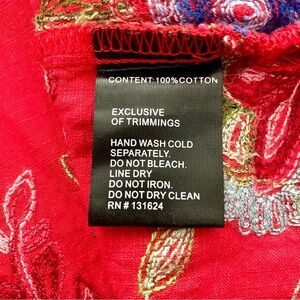 CONTENT:100%COTTON
EXCLUSIVE
OF TRIMMINGS
HAND WASH COLD
SEPARATELY.
DO NOT BLEACH.
LINE DRY
DO NOT IRON.
DO NOT DRY CLEAN
RN # 131624